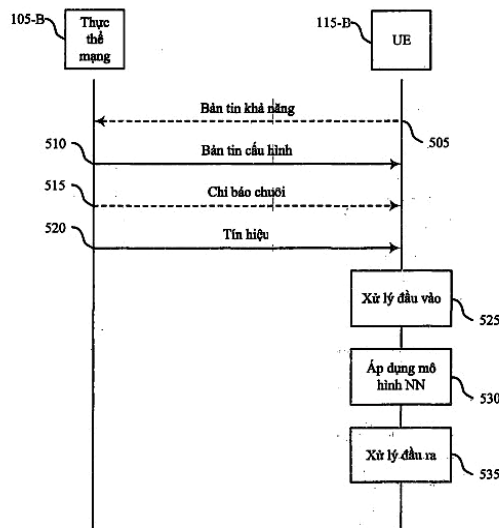 105-B
Thực
thể
mạng
115-B
UE
Bản tin khả năng
505
510
Bản tin cấu hình
515
Chỉ báo chuỗi
520
Tín hiệu
Xử lý đầu vào
525
Áp dụng mô
hình NN
530
Xử lý đầu ra
535